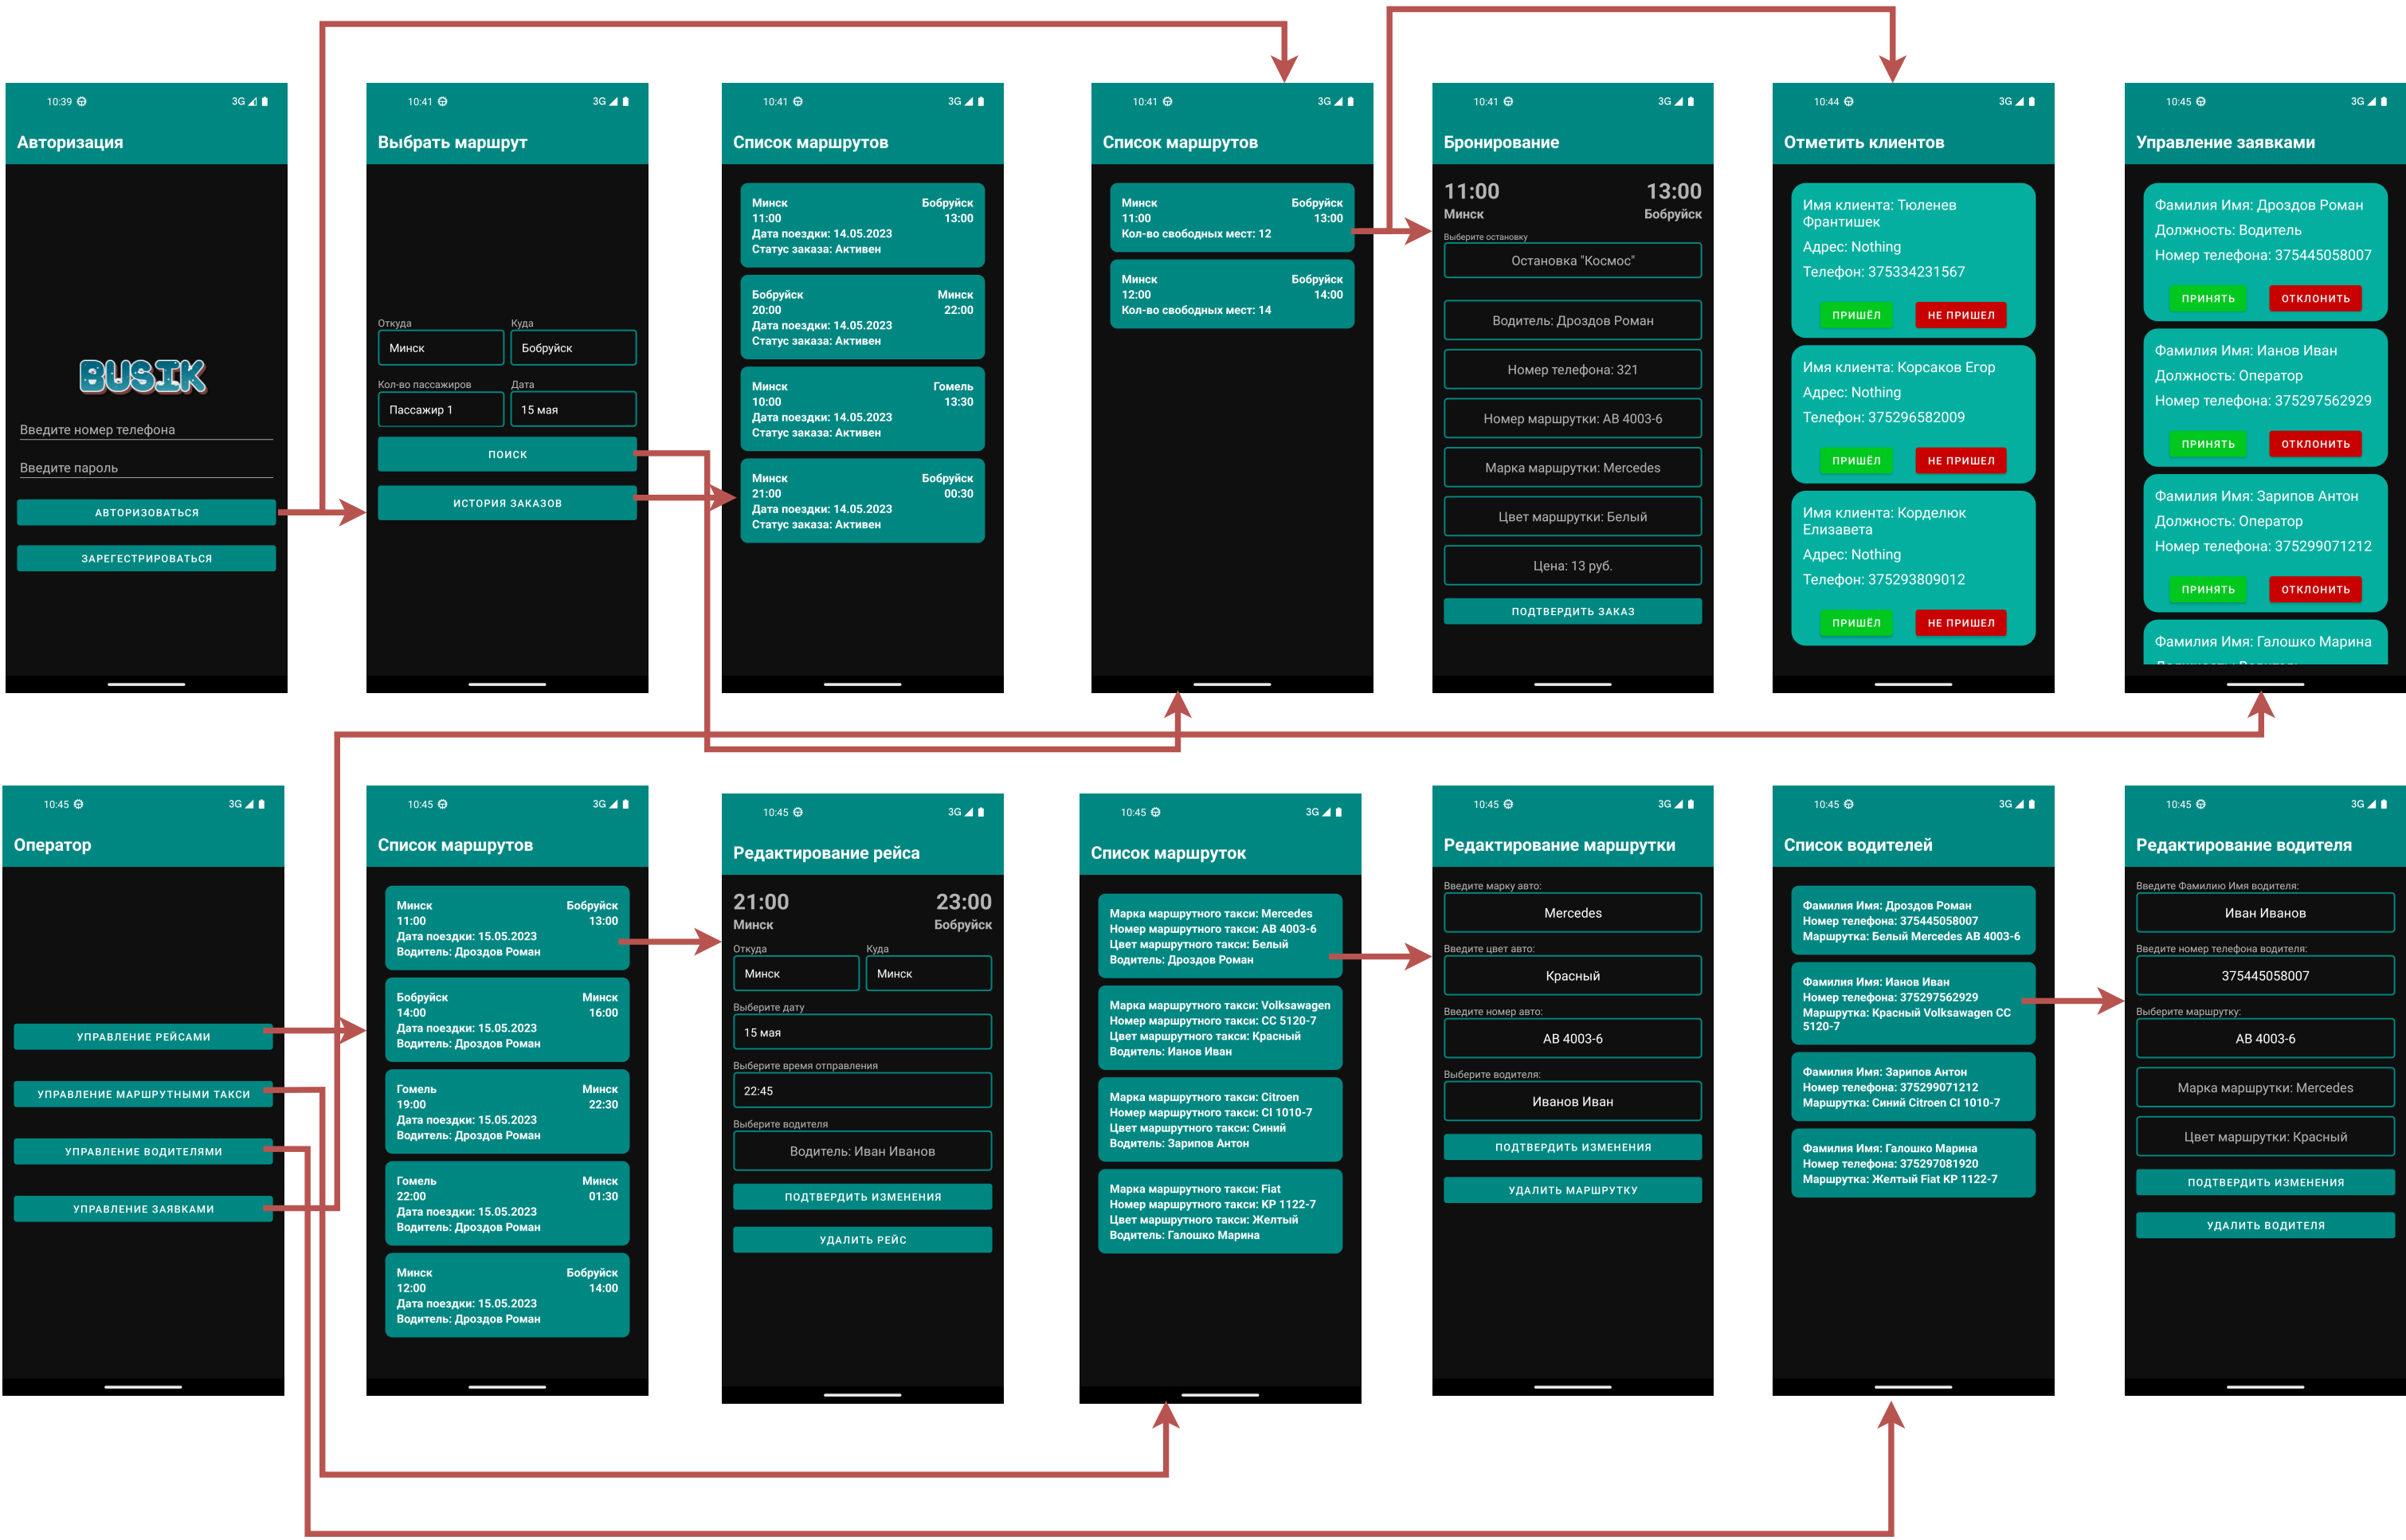 10:39
3G
Авторизация
BUSIK
Введите номер телефона
Введите пароль
АВТОРИЗОВАТЬСЯ
ЗАРЕГЕСТРИРОВАТЬСЯ
10:41
3G
Выбрать маршрут
Откуда
Куда
Минск
Бобруйск
Кол-во пассажиров
Дата
Пассажир 1
15 мая
ПОИСК
ИСТОРИЯ ЗАКАЗОВ
10:41
3G
Список маршрутов
Минск Бобруйск
11:00 13:00
Дата поездки: 14.05.2023
Статус заказа: Активен
Бобруйск Минск
20:00 22:00
Дата поездки: 14.05.2023
Статус заказа: Активен
Минск Гомель
10:00 13:30
Дата поездки: 14.05.2023
Статус заказа: Активен
Минск Бобруйск
21:00 00:30
Дата поездки: 14.05.2023
Статус заказа: Активен
10:41
3G
Список маршрутов
Минск Бобруйск
11:00 13:00
Кол-во свободных мест: 12
Минск Бобруйск
12:00 14:00
Кол-во свободных мест: 14
10:41
3G
Бронирование
11:00 13:00
Минск Бобруйск
Выберите остановку
Остановка "Космос"
Водитель: Дроздов Роман
Номер телефона: 321
Номер маршрутки: AB 4003-6
Марка маршрутки: Mercedes
Цвет маршрутки: Белый
Цена: 13 руб.
ПОДТВЕРДИТЬ ЗАКАЗ
10:44
3G
Отметить клиентов
Имя клиента: Тюленев
Франтишек
Адрес: Nothing
Телефон: 375334231567
ПРИШЁЛ
НЕ ПРИШЕЛ
Имя клиента: Корсаков Егор
Адрес: Nothing
Телефон: 375296582009
ПРИШЁЛ
НЕ ПРИШЕЛ
Имя клиента: Корделюк
Елизавета
Адрес: Nothing
Телефон: 375293809012
ПРИШЁЛ
НЕ ПРИШЕЛ
10:45
3G
Управление заявками
Фамилия Имя: Дроздов Роман
Должность: Водитель
Номер телефона: 375445058007
ПРИНЯТЬ
ОТКЛОНИТЬ
Фамилия Имя: Ианов Иван
Должность: Оператор
Номер телефона: 375297562929
ПРИНЯТЬ
ОТКЛОНИТЬ
Фамилия Имя: Зарипов Антон
Должность: Оператор
Номер телефона: 375299071212
ПРИНЯТЬ
ОТКЛОНИТЬ
Фамилия Имя: Галошко Марина
10:45
3G
Оператор
УПРАВЛЕНИЕ РЕЙСАМИ
УПРАВЛЕНИЕ МАРШРУТНЫМИ ТАКСИ
УПРАВЛЕНИЕ ВОДИТЕЛЯМИ
УПРАВЛЕНИЕ ЗАЯВКАМИ
10:45
3G
Список маршрутов
Минск Бобруйск
11:00 13:00
Дата поездки: 15.05.2023
Водитель: Дроздов Роман
Бобруйск Минск
14:00 16:00
Дата поездки: 15.05.2023
Водитель: Дроздов Роман
Гомель Минск
19:00 22:30
Дата поездки: 15.05.2023
Водитель: Дроздов Роман
Гомель Минск
22:00 01:30
Дата поездки: 15.05.2023
Водитель: Дроздов Роман
Минск Бобруйск
12:00 14:00
Дата поездки: 15.05.2023
Водитель: Дроздов Роман
10:45
3G
Редактирование рейса
21:00 23:00
Минск Бобруйск
Откуда
Куда
Минск
Минск
Выберите дату
15 мая
Выберите время отправления
22:45
Выберите водителя
Водитель: Иван Иванов
ПОДТВЕРДИТЬ ИЗМЕНЕНИЯ
УДАЛИТЬ РЕЙС
10:45
3G
Список маршруток
Марка маршрутного такси: Mercedes
Номер маршрутного такси: AB 4003-6
Цвет маршрутного такси: Белый
Водитель: Дроздов Роман
Марка маршрутного такси: Volksawagen
Номер маршрутного такси: CC 5120-7
Цвет маршрутного такси: Красный
Водитель: Ианов Иван
Марка маршрутного такси: Citroen
Номер маршрутного такси: CI 1010-7
Цвет маршрутного такси: Синий
Водитель: Зарипов Антон
Марка маршрутного такси: Fiat
Номер маршрутного такси: KP 1122-7
Цвет маршрутного такси: Желтый
Водитель: Галошко Марина
10:45
3G
Редактирование маршрутки
Введите марку авто:
Mercedes
Введите цвет авто:
Красный
Введите номер авто:
AB 4003-6
Выберите водителя:
Иванов Иван
ПОДТВЕРДИТЬ ИЗМЕНЕНИЯ
УДАЛИТЬ МАРШРУТКУ
10:45
3G
Список водителей
Фамилия Имя: Дроздов Роман
Номер телефона: 375445058007
Маршрутка: Белый Mercedes AB 4003-6
Фамилия Имя: Ианов Иван
Номер телефона: 375297562929
Маршрутка: Красный Volksawagen CC
5120-7
Фамилия Имя: Зарипов Антон
Номер телефона: 375299071212
Маршрутка: Синий Citroen CI 1010-7
Фамилия Имя: Галошко Марина
Номер телефона: 375297081920
Маршрутка: Желтый Fiat KP 1122-7
10:45
3G
Редактирование водителя
Введите Фамилию Имя водителя:
Иван Иванов
Введите номер телефона водителя:
375445058007
Выберите маршрутку:
AB 4003-6
Марка маршрутки: Mercedes
Цвет маршрутки: Красный
ПОДТВЕРДИТЬ ИЗМЕНЕНИЯ
УДАЛИТЬ ВОДИТЕЛЯ